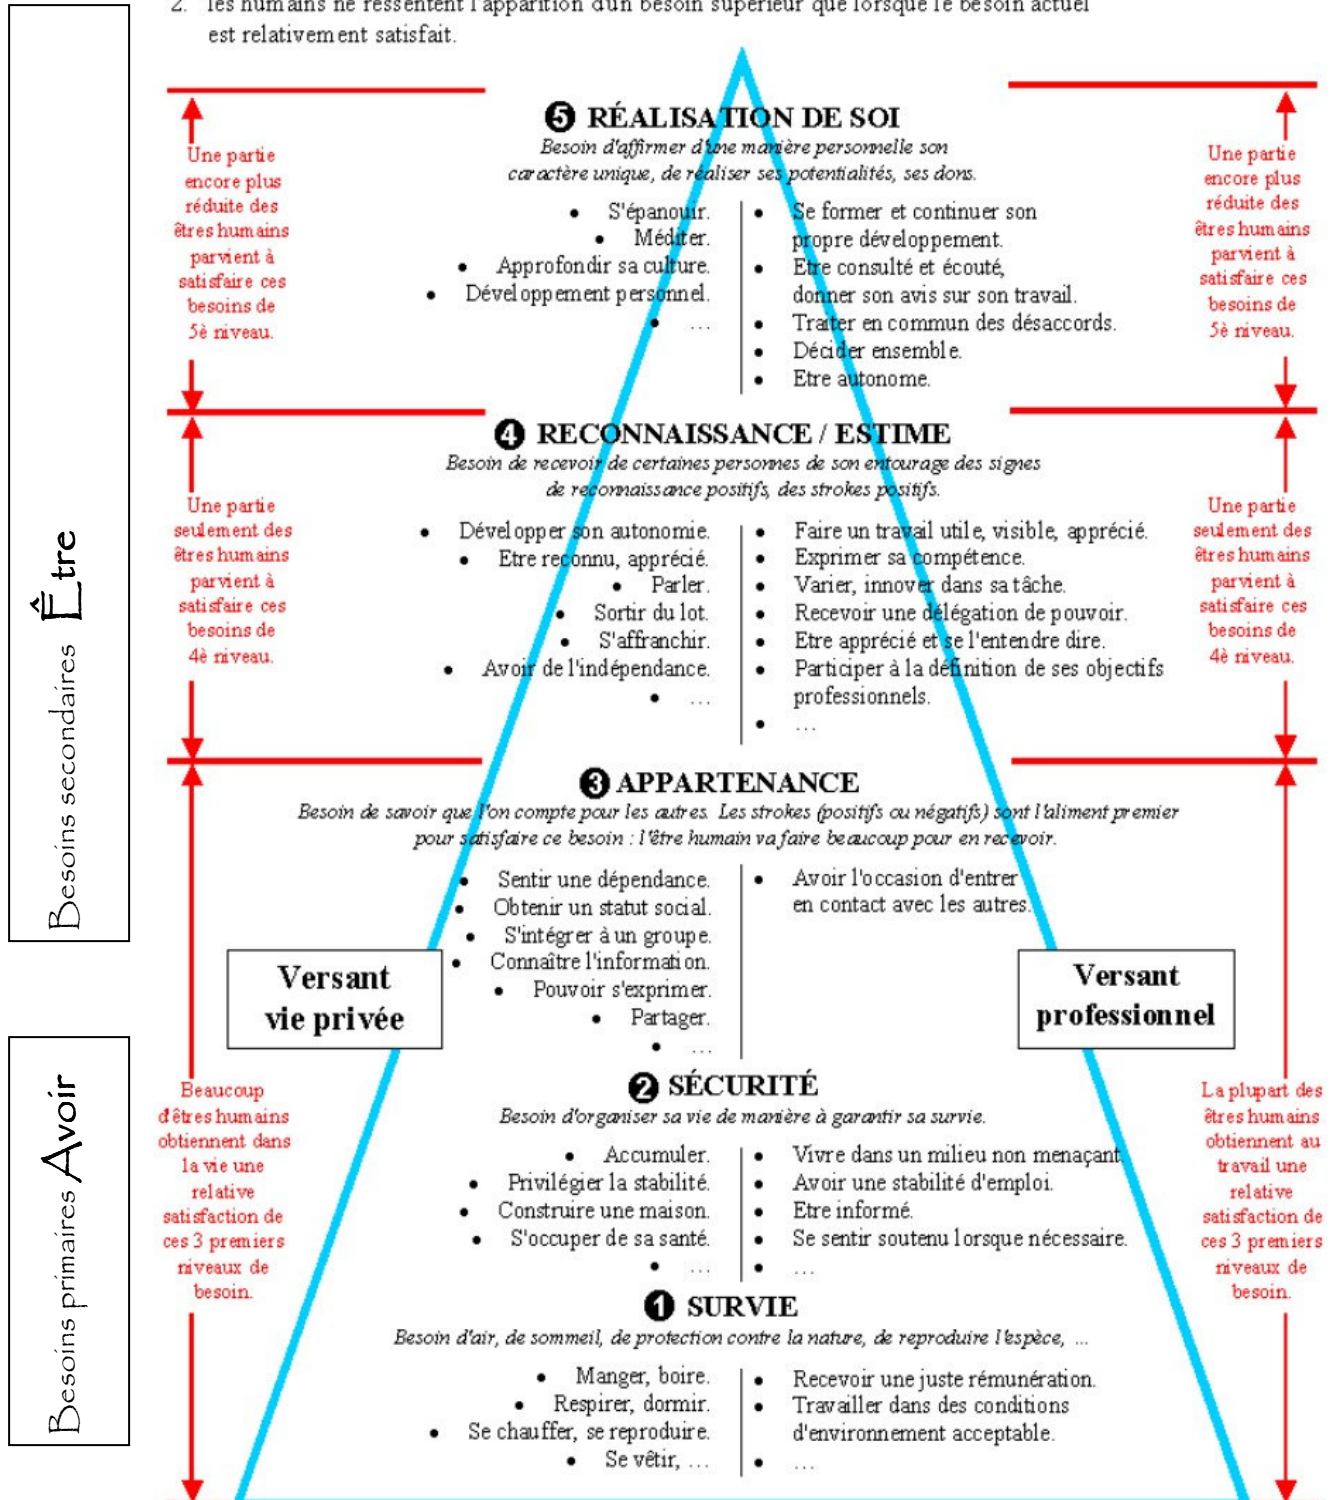 2. les humains ne ressentent l'apparition d'un besoin supérieur que lorsque le besoin actuel
est relativement satisfait.
❺ RÉALISATION DE SOI
Besoin d'affirmer d'une manière personnelle son
caractère unique, de réaliser ses potentialités, ses dons.
• S'épanouir.
• Méditer.
• Approfondir sa culture.
• Développement personnel.
• …
• Se former et continuer son
propre développement.
• Etre consulté et écouté,
donner son avis sur son travail.
• Traiter en commun des désaccords.
• Décider ensemble.
• Etre autonome.
Une partie
encore plus
réduite des
êtres humains
parvient à
satisfaire ces
besoins de
5è niveau.
Une partie
encore plus
réduite des
êtres humains
parvient à
satisfaire ces
besoins de
5è niveau.
❹ RECONNAISSANCE / ESTIME
Besoin de recevoir de certaines personnes de son entourage des signes
de reconnaissance positifs, des strokes positifs.
• Développer son autonomie.
• Etre reconnu, apprécié.
• Parler.
• Sortir du lot.
• S'affranchir.
• Avoir de l'indépendance.
• …
• Faire un travail utile, visible, apprécié.
• Exprimer sa compétence.
• Varier, innover dans sa tâche.
• Recevoir une délégation de pouvoir.
• Etre apprécié et se l'entendre dire.
• Participer à la définition de ses objectifs
professionnels.
• …
Une partie
seulement des
êtres humains
parvient à
satisfaire ces
besoins de
4è niveau.
Une partie
seulement des
êtres humains
parvient à
satisfaire ces
besoins de
4è niveau.
Besoins secondaires Être
❸ APPARTENANCE
Besoin de savoir que l'on compte pour les autres. Les strokes (positifs ou négatifs) sont l'aliment premier
pour satisfaire ce besoin : l'être humain va faire beaucoup pour en recevoir.
• Sentir une dépendance.
• Obtenir un statut social.
• S'intégrer à un groupe.
• Connaître l'information.
• Pouvoir s'exprimer.
• Partager.
• …
• Avoir l'occasion d'entrer
en contact avec les autres.
Versant
vie privée
Versant
professionnel
❷ SÉCURITÉ
Besoin d'organiser sa vie de manière à garantir sa survie.
• Accumuler.
• Privilégier la stabilité.
• Construire une maison.
• S'occuper de sa santé.
• …
• Vivre dans un milieu non menaçant.
• Avoir une stabilité d'emploi.
• Etre informé.
• Se sentir soutenu lorsque nécessaire.
• …
Beaucoup
d'êtres humains
obtiennent dans
la vie une
relative
satisfaction de
ces 3 premiers
niveaux de
besoin.
La plupart des
êtres humains
obtiennent au
travail une
relative
satisfaction de
ces 3 premiers
niveaux de
besoin.
Besoins primaires Avoir
❶ SURVIE
Besoin d'air, de sommeil, de protection contre la nature, de reproduire l'espèce, …
• Manger, boire.
• Respirer, dormir.
• Se chauffer, se reproduire.
• Se vêtir, …
• Recevoir une juste rémunération.
• Travailler dans des conditions
d'environnement acceptable.
• …